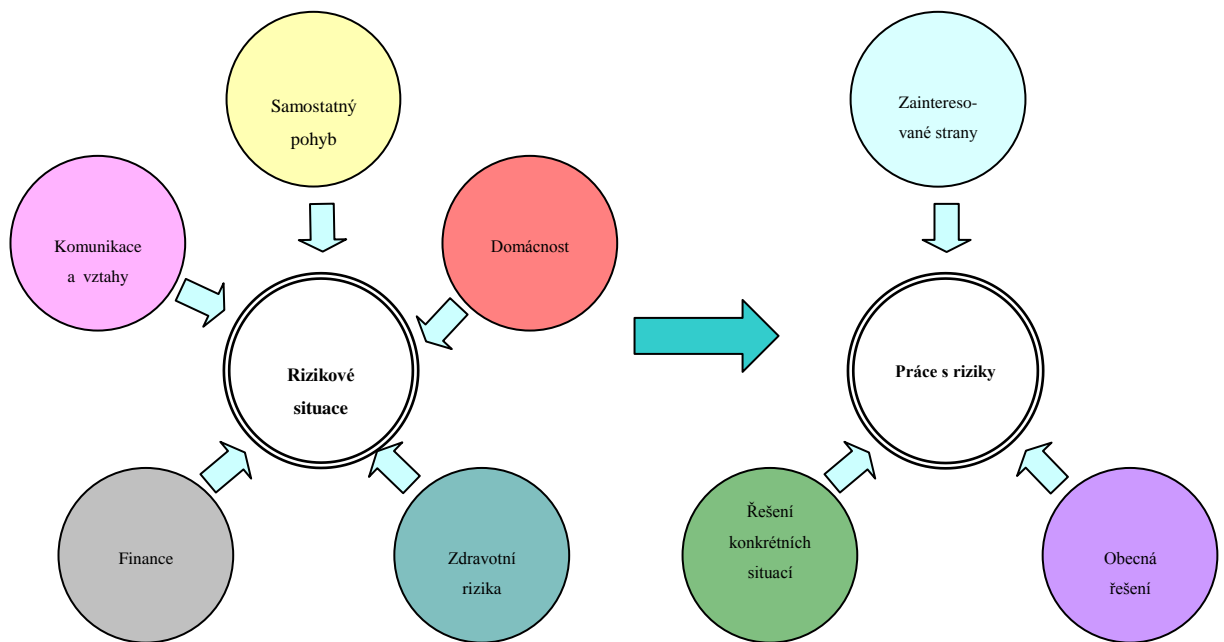 Samostatný
pohyb
Komunikace
a vztahy
Domácnost
Rizikové
situace
Finance
Zdravotní
rizika
Zaintereso-
vané strany
Práce s riziky
Řešení
konkrétních
situací
Obecná
řešení